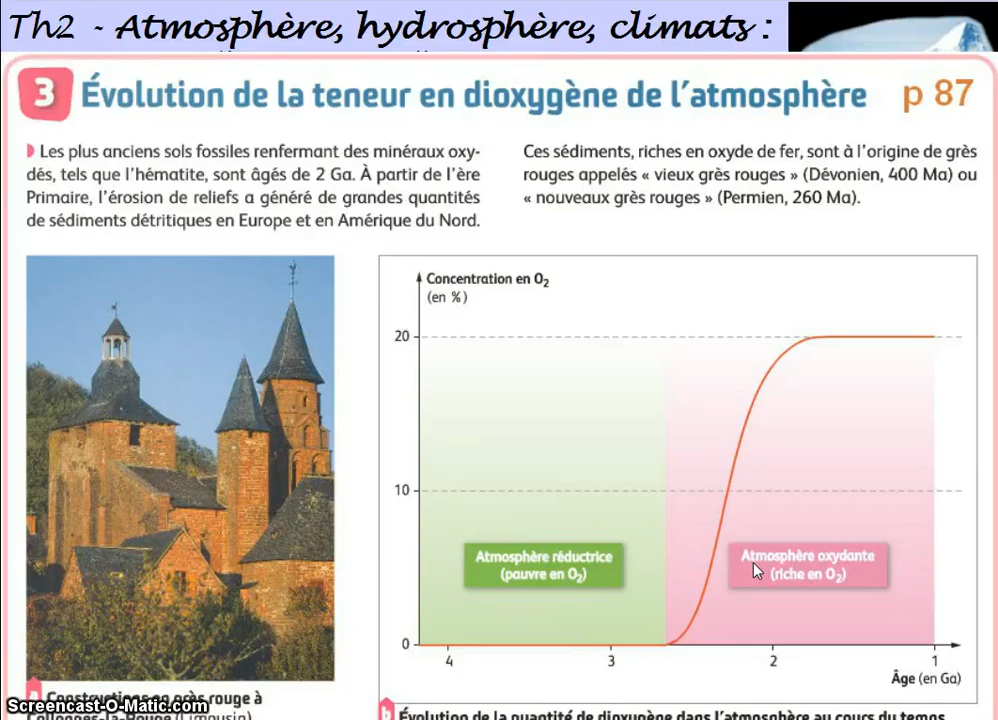 Th2 - Atmosphère, hydrosphère, climats :
3 Évolution de la teneur en dioxygène de l'atmosphère p 87
Les plus anciens sols fossiles renfermant des minéraux oxy-
dés, tels que l'hématite, sont âgés de 2 Ga. À partir de l'ère
Primaire, l'érosion de reliefs a généré de grandes quantités
de sédiments détritiques en Europe et en Amérique du Nord.
Ces sédiments, riches en oxyde de fer, sont à l'origine de grès
rouges appelés « vieux grès rouges » (Dévonien, 400 Ma) ou
« nouveaux grès rouges » (Permien, 260 Ma).
Concentration en O₂
(en %)
20
10
0
Atmosphère réductrice
(pauvre en O₂)
Atmosphère oxydante
(riche en O₂)
4 3 2 1
Âge (en Ga)
a Constructions en grès rouge à
(Limousin)
Screencast-O-Matic.com
b Évolution de la quantité de dioxygène dans l'atmosphère au cours du temps